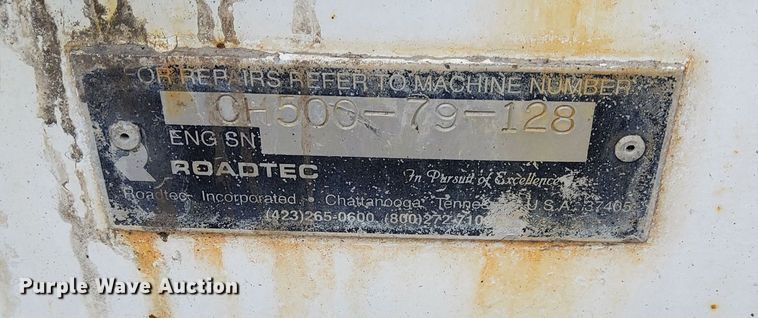 FOR REPAIRS REFER TO MACHINE NUMBER
CH500-79-128
ENG SN
ROADTEC
In Pursuit of Excellence
Roadtec Incorporated • Chattanooga, Tennessee U.S.A. 37405
(423)265-0600 (800)272-710
Purple Wave Auction